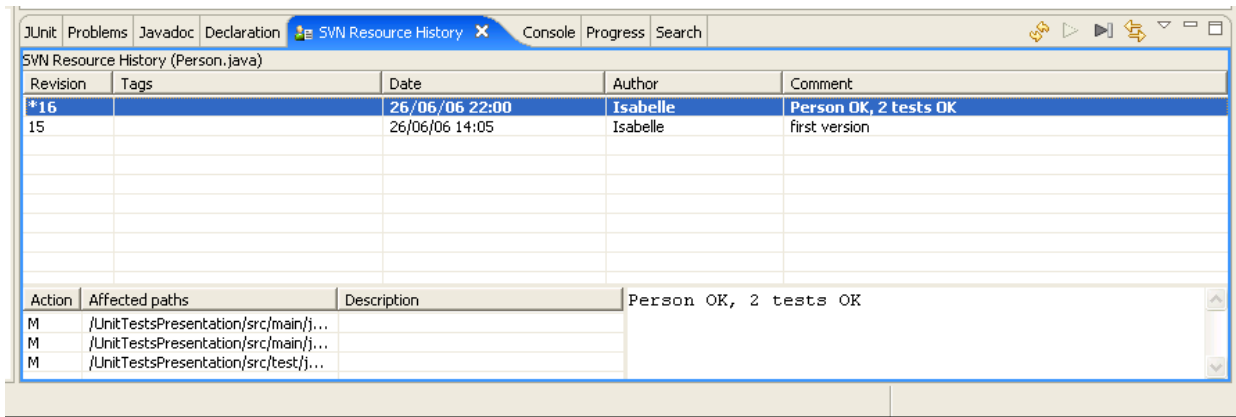 JUnit Problems Javadoc Declaration SVN Resource History Console Progress Search
SVN Resource History (Person.java)
Revision Tags Date Author Comment
*16 26/06/06 22:00 Isabelle Person OK, 2 tests OK
15 26/06/06 14:05 Isabelle first version
Action Affected paths Description Person OK, 2 tests OK
M /UnitTestsPresentation/src/main/j...
M /UnitTestsPresentation/src/main/j...
M /UnitTestsPresentation/src/test/j...